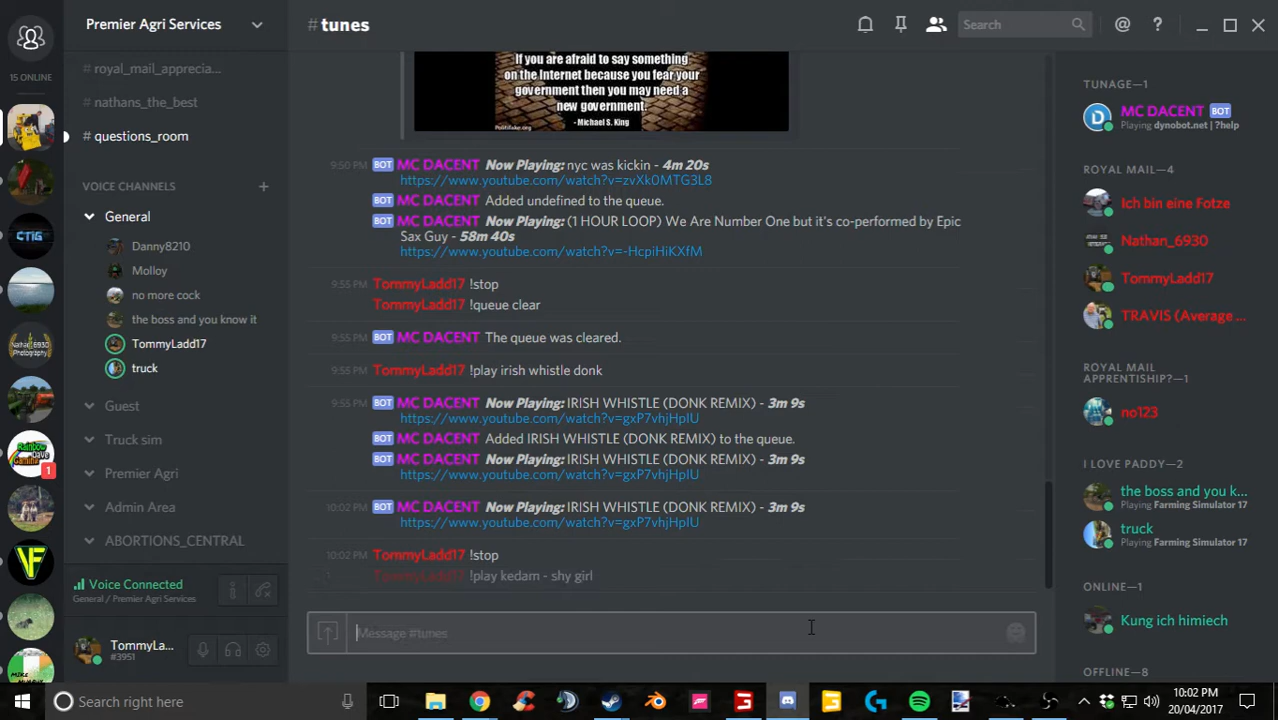 Premier Agri Services
#tunes
Search
15 ONLINE
# royal_mail_apprecia...
# nathans_the_best
# questions_room
VOICE CHANNELS
General
Danny8210
Molloy
no more cock
the boss and you know it
TommyLadd17
truck
Guest
Truck sim
Premier Agri
Admin Area
ABORTIONS_CENTRAL
Voice Connected
General / Premier Agri Services
TommyLa...
#3951
CTiG
Nathan_6930
Photography
Rainbow
Dave
Gaming
1
If you are afraid to say something
on the Internet because you fear your
government then you may need a
new government.
- Michael S. King
9:50 PM BOT MC DACENT Now Playing: nyc was kickin - 4m 20s
https://www.youtube.com/watch?v=zvXk0MTG3L8
BOT MC DACENT Added undefined to the queue.
BOT MC DACENT Now Playing: (1 HOUR LOOP) We Are Number One but it's co-performed by Epic
Sax Guy - 58m 40s
https://www.youtube.com/watch?v=-HcpiHiKXfM
9:55 PM TommyLadd17 !stop
TommyLadd17 !queue clear
9:55 PM BOT MC DACENT The queue was cleared.
9:55 PM TommyLadd17 !play irish whistle donk
9:55 PM BOT MC DACENT Now Playing: IRISH WHISTLE (DONK REMIX) - 3m 9s
https://www.youtube.com/watch?v=gxP7vhjHpIU
BOT MC DACENT Added IRISH WHISTLE (DONK REMIX) to the queue.
BOT MC DACENT Now Playing: IRISH WHISTLE (DONK REMIX) - 3m 9s
https://www.youtube.com/watch?v=gxP7vhjHpIU
10:02 PM BOT MC DACENT Now Playing: IRISH WHISTLE (DONK REMIX) - 3m 9s
https://www.youtube.com/watch?v=gxP7vhjHpIU
10:02 PM TommyLadd17 !stop
TommyLadd17 !play kedam - shy girl
Message #tunes
TUNAGE—1
MC DACENT BOT
Playing dynobot.net | ?help
ROYAL MAIL—4
Ich bin eine Fotze
Nathan_6930
TommyLadd17
TRAVIS (Average ...
ROYAL MAIL
APPRENTISHIP?—1
no123
I LOVE PADDY—2
the boss and you k...
Playing Farming Simulator 17
truck
Playing Farming Simulator 17
ONLINE—1
Kung ich himiech
OFFLINE—8
Search right here
10:02 PM
20/04/2017